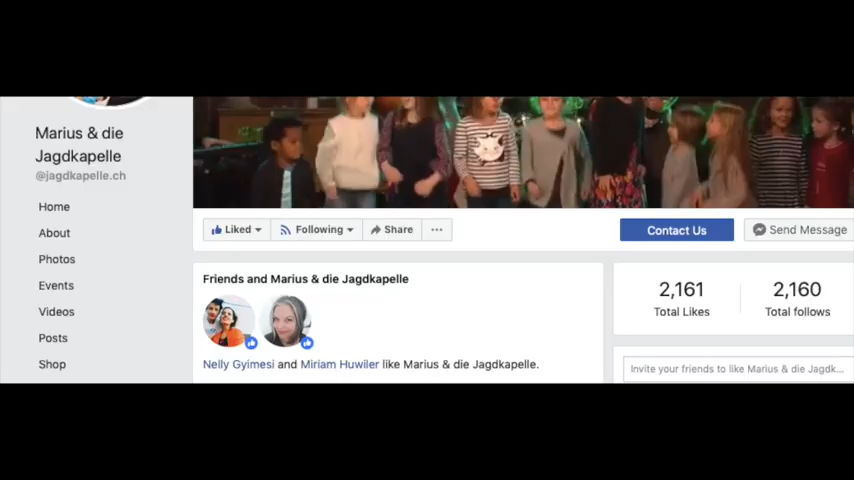 Marius & die
Jagdkapelle
@jagdkapelle.ch
Home
About
Photos
Events
Videos
Posts
Shop
Liked
Following
Share
Contact Us
Send Message
Friends and Marius & die Jagdkapelle
Nelly Gyimesi and Miriam Huwiler like Marius & die Jagdkapelle.
2,161
Total Likes
2,160
Total follows
Invite your friends to like Marius & die Jagdk...